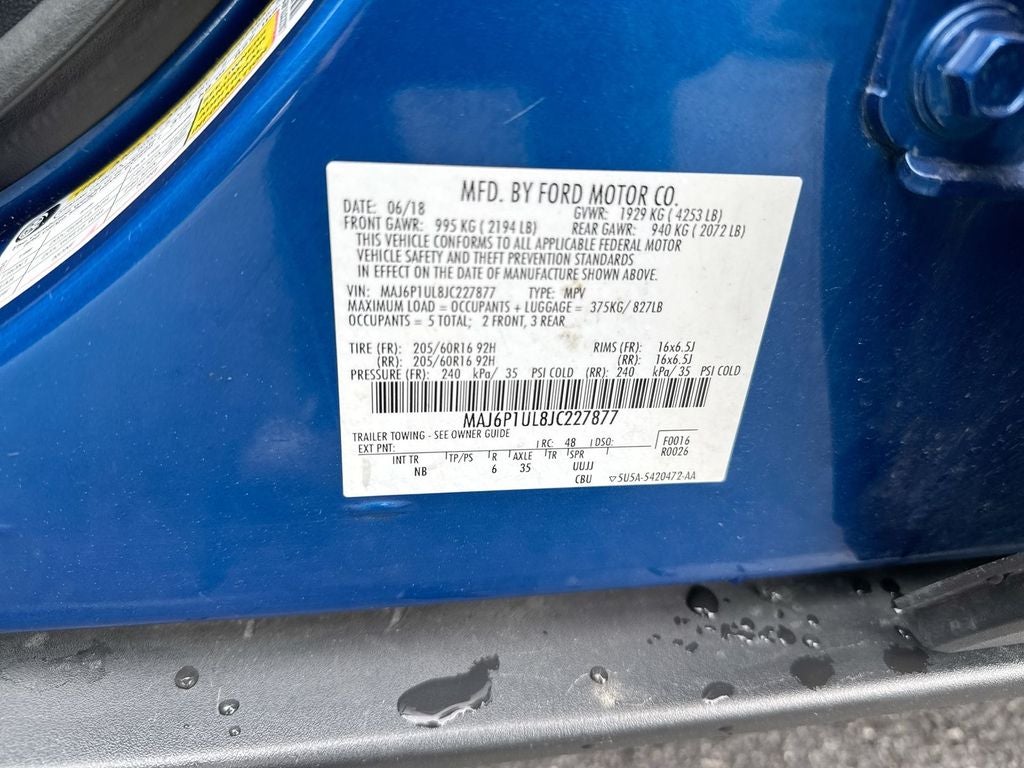 MFD. BY FORD MOTOR CO.
DATE: 06/18 GVWR: 1929 KG ( 4253 LB)
FRONT GAWR: 995 KG ( 2194 LB) REAR GAWR: 940 KG ( 2072 LB)
THIS VEHICLE CONFORMS TO ALL APPLICABLE FEDERAL MOTOR
VEHICLE SAFETY AND THEFT PREVENTION STANDARDS
IN EFFECT ON THE DATE OF MANUFACTURE SHOWN ABOVE.
VIN: MAJ6P1UL8JC227877 TYPE: MPV
MAXIMUM LOAD = OCCUPANTS + LUGGAGE = 375KG/ 827LB
OCCUPANTS = 5 TOTAL; 2 FRONT, 3 REAR
TIRE (FR): 205/60R16 92H RIMS (FR): 16x6.5J
(RR): 205/60R16 92H (RR): 16x6.5J
PRESSURE (FR): 240 kPa/ 35 PSI COLD (RR): 240 kPa/ 35 PSI COLD
MAJ6P1UL8JC227877
TRAILER TOWING - SEE OWNER GUIDE
EXT PNT: RC: 48 DSO: F0016
INT TR TP/PS R AXLE TR SPR R0026
NB 6 35 UUJJ
CBU ▽5U5A-5420472-AA